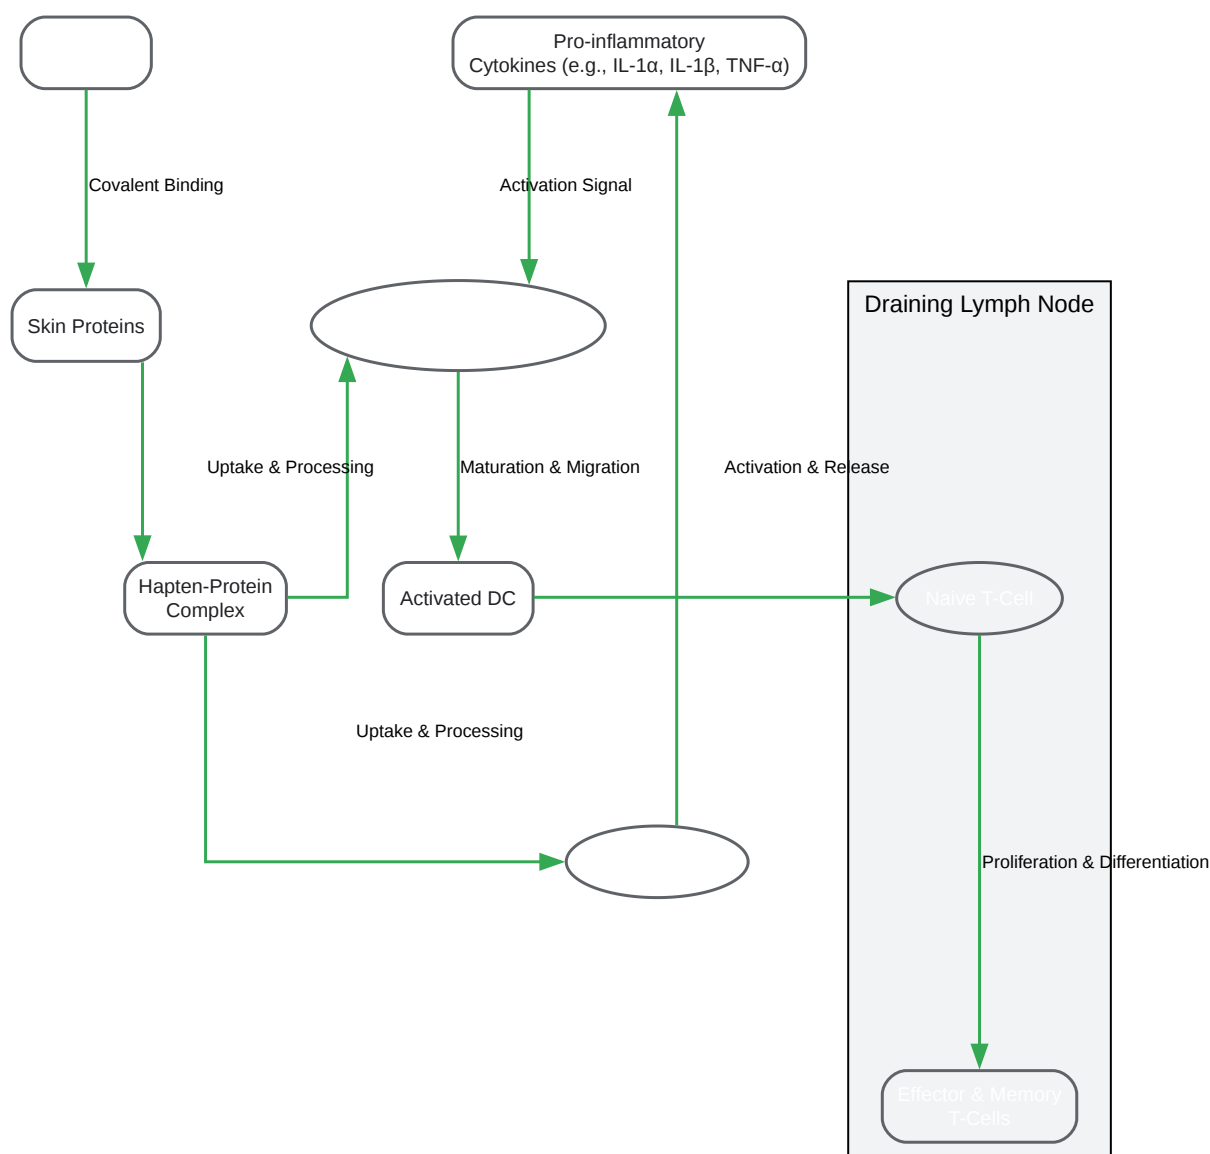 Pro-inflammatory
Cytokines (e.g., IL-1α, IL-1β, TNF-α)
Covalent Binding
Activation Signal
Draining Lymph Node
Skin Proteins
Uptake & Processing
Maturation & Migration
Activation & Release
Hapten-Protein
Complex
Activated DC
Naive T-Cell
Uptake & Processing
Proliferation & Differentiation
Effector & Memory
T-Cells